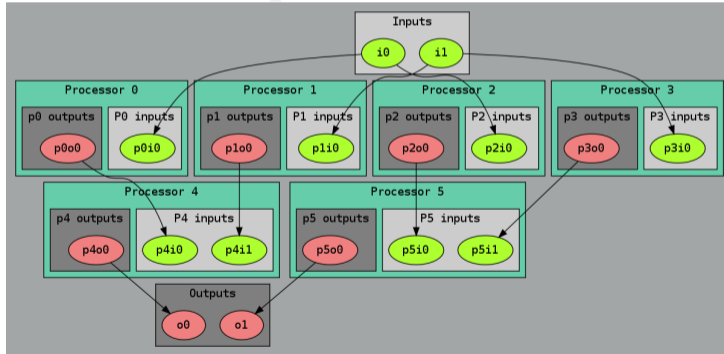 Inputs
i0 i1
Processor 0 Processor 1 Processor 2 Processor 3
p0 outputs P0 inputs p1 outputs P1 inputs p2 outputs P2 inputs p3 outputs P3 inputs
p0o0 p0i0 p1o0 p1i0 p2o0 p2i0 p3o0 p3i0
Processor 4 Processor 5
p4 outputs P4 inputs p5 outputs P5 inputs
p4o0 p4i0 p4i1 p5o0 p5i0 p5i1
Outputs
o0 o1